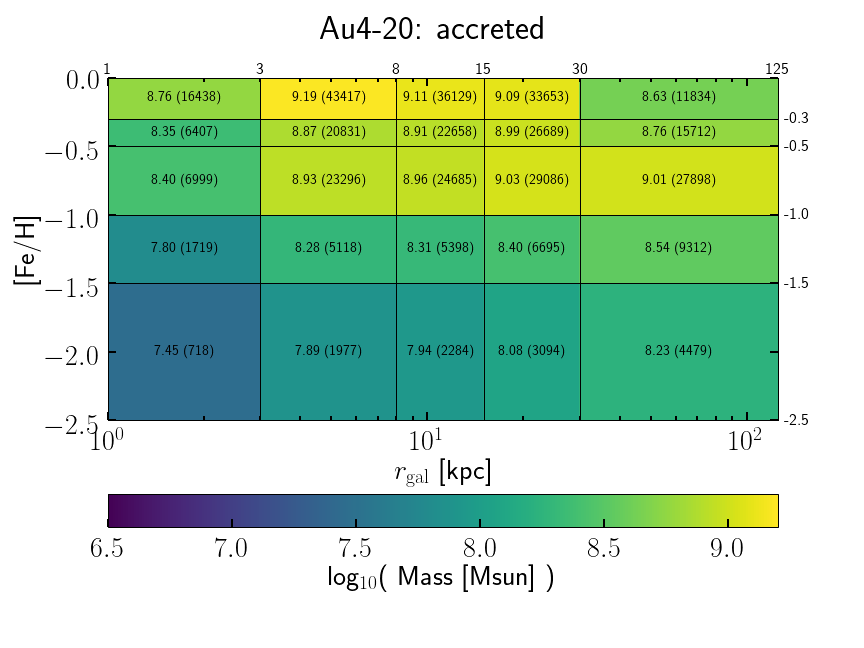 Au4-20: accreted
1 3 8 15 30 125
0.0
8.76 (16438) 9.19 (43417) 9.11 (36129) 9.09 (33653) 8.63 (11834)
-0.3
8.35 (6407) 8.87 (20831) 8.91 (22658) 8.99 (26689) 8.76 (15712)
−0.5 -0.5
8.40 (6999) 8.93 (23296) 8.96 (24685) 9.03 (29086) 9.01 (27898)
−1.0 -1.0
[Fe/H]
7.80 (1719) 8.28 (5118) 8.31 (5398) 8.40 (6695) 8.54 (9312)
−1.5 -1.5
−2.0 7.45 (718) 7.89 (1977) 7.94 (2284) 8.08 (3094) 8.23 (4479)
−2.5 -2.5
10⁰ 10¹ 10²
r_gal [kpc]
6.5 7.0 7.5 8.0 8.5 9.0
log₁₀( Mass [Msun] )